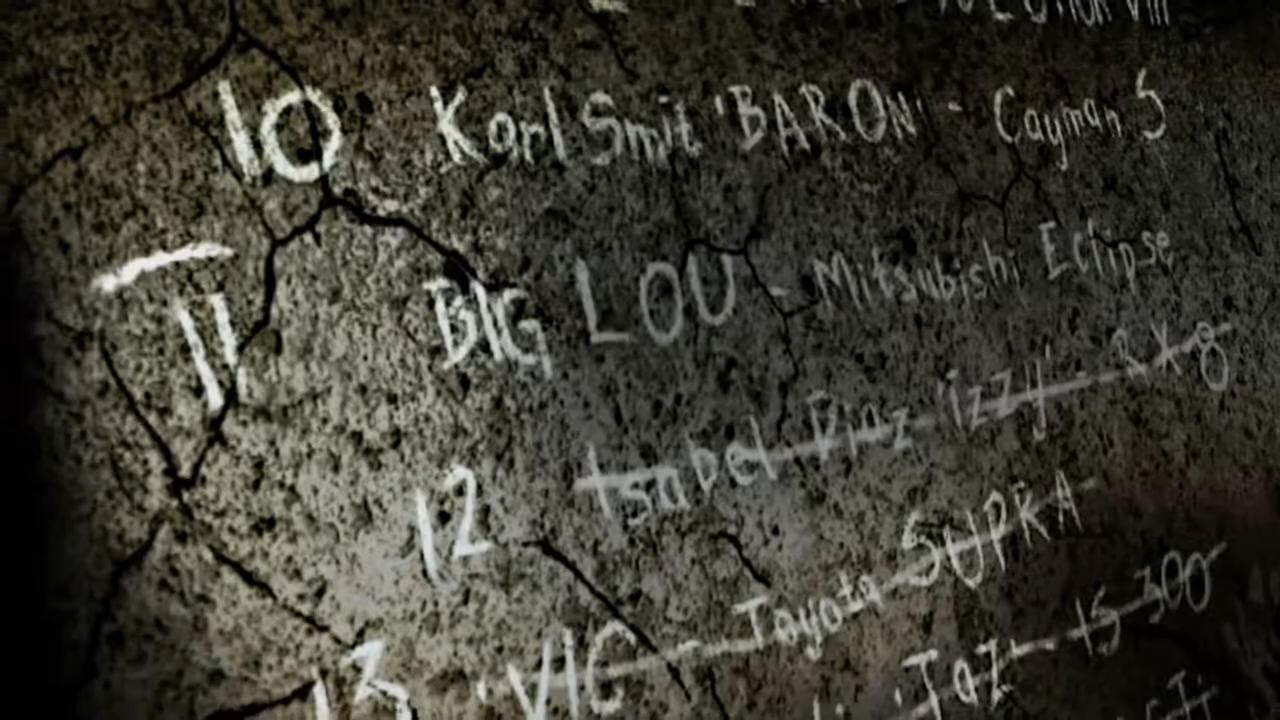 10 Karl Smit 'BARON' - Cayman S
11 BIG LOU - Mitsubishi Eclipse
12 Isabel Diaz 'izzy' - RX8
13 'VIC - Toyota SUPRA
'Taz' - IS 300